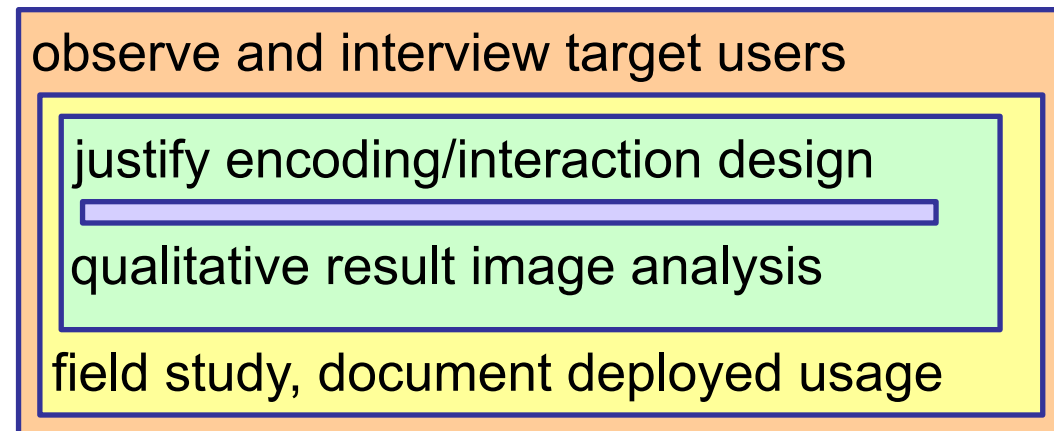 observe and interview target users
justify encoding/interaction design
qualitative result image analysis
field study, document deployed usage